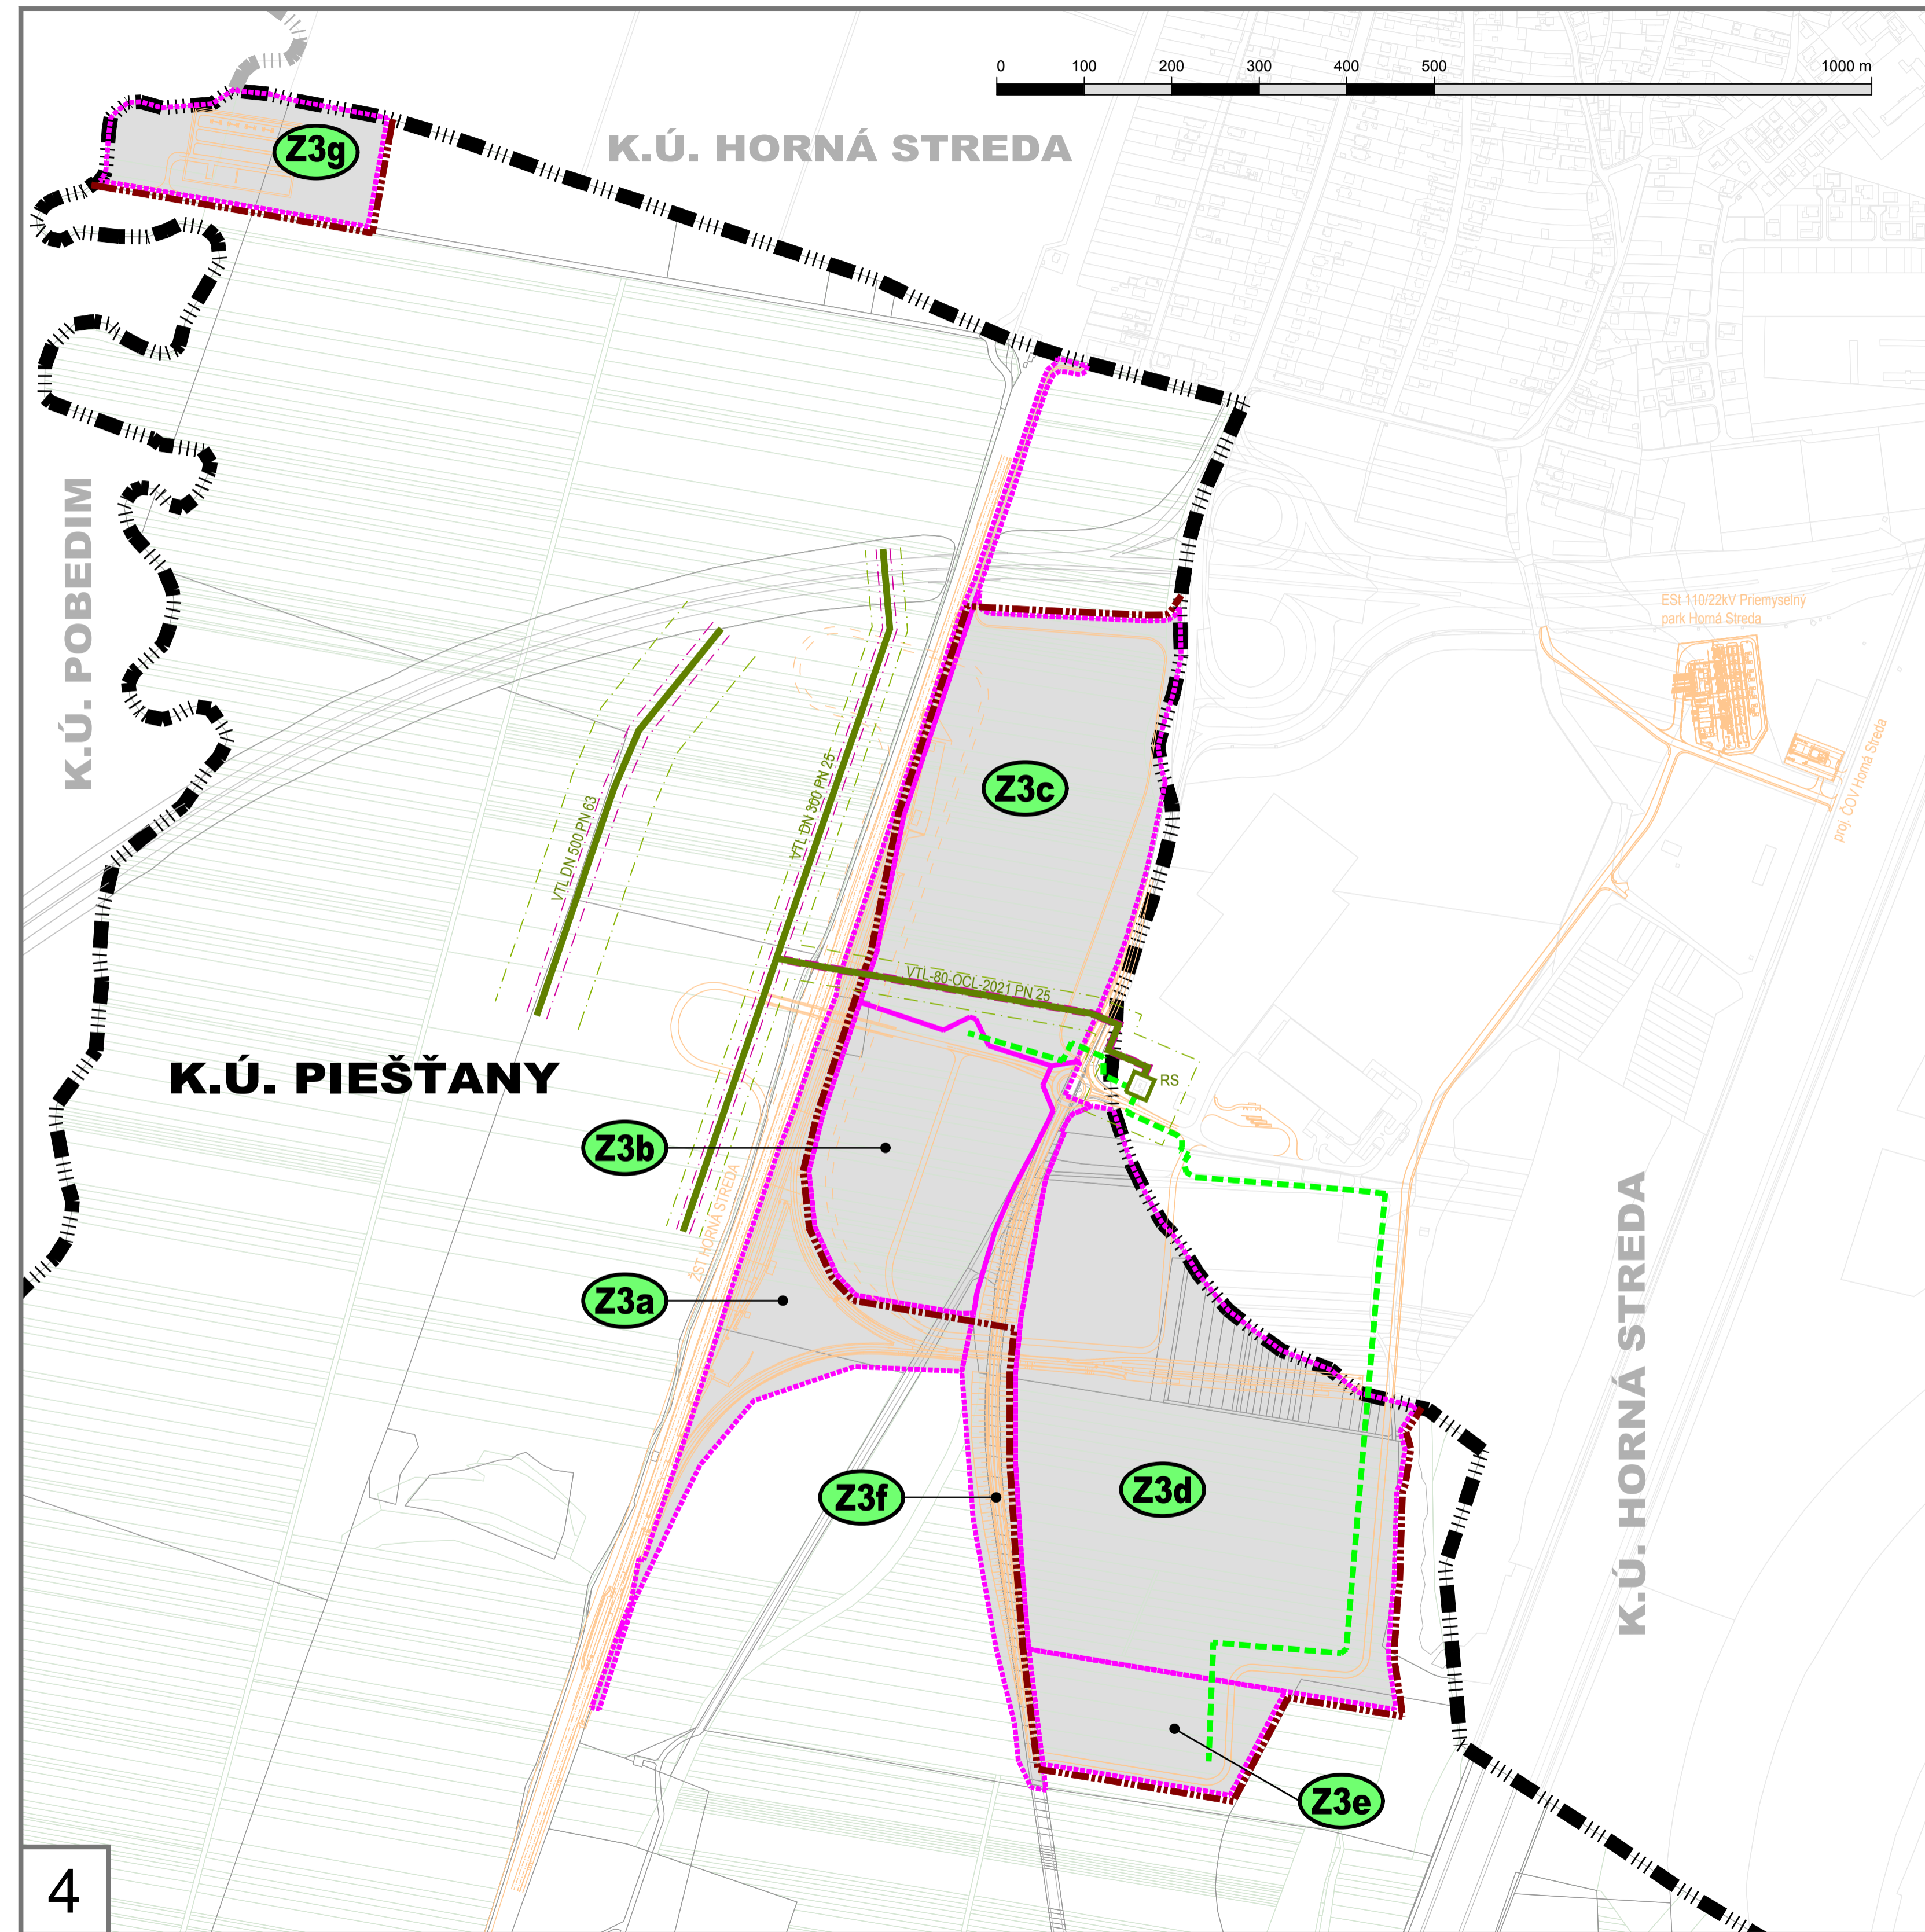 0 100 200 300 400 500 1000 m
K.Ú. HORNÁ STREDA
Z3g
K.Ú. POBEDIM
ESt 110/22kV Priemyselný
park Horná Streda
proj. ČOV Horná Streda
Z3c
VTL DN 500 PN 63
VTL DN 300 PN 25
VTL-80-OCL-2021 PN 25
RS
K.Ú. PIEŠŤANY
Z3b
ŽST HORNÁ STREDA
Z3a
K.Ú. HORNÁ STREDA
Z3f
Z3d
Z3e
4